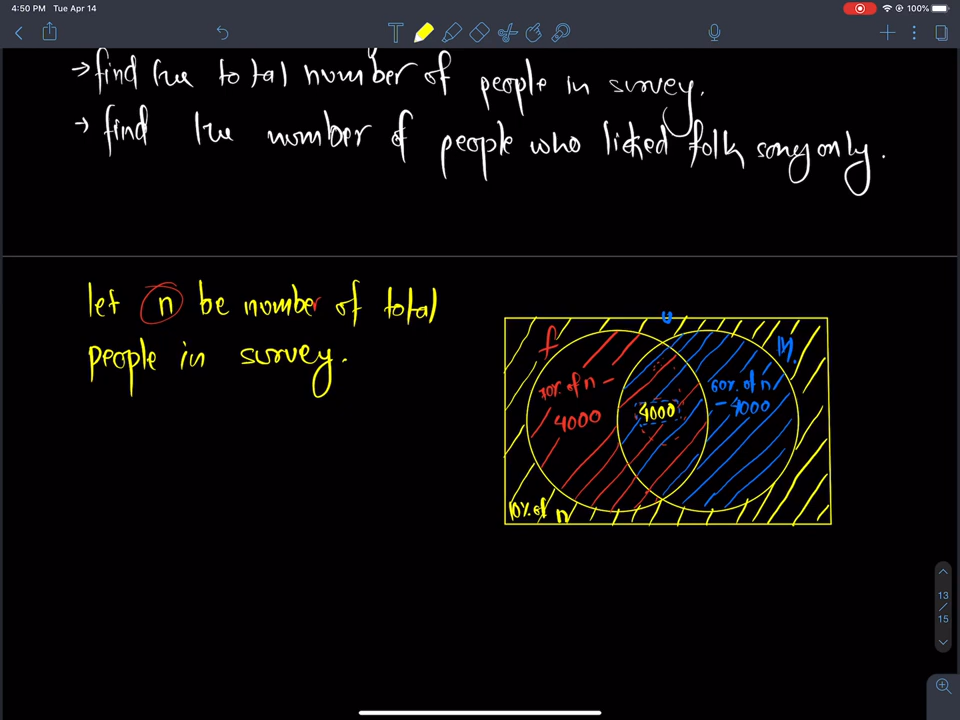 4:50 PM Tue Apr 14
100%
→ find the total number of people in survey.
→ find the number of people who licked folk song only.
let n be number of total
people in survey.
U
f
M.
70% of n -
4000
4000
60% of n
- 4000
10% of n
13
/
15